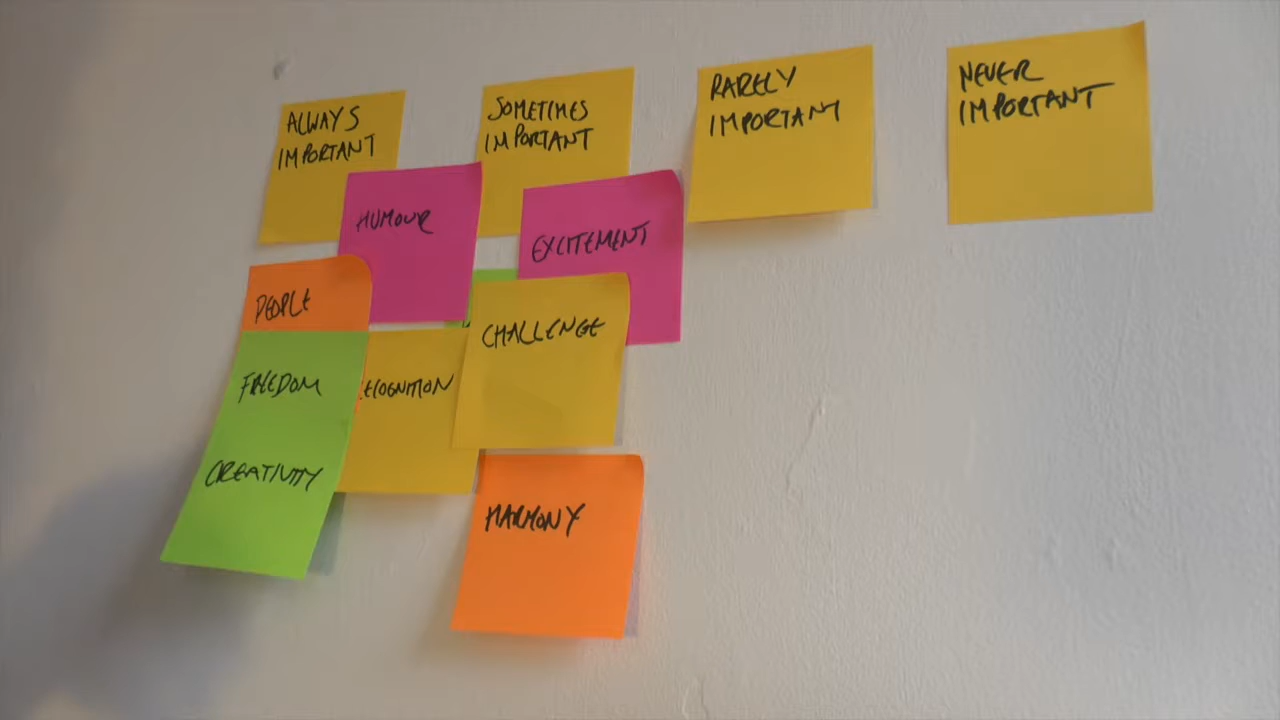 ALWAYS
IMPORTANT
SOMETIMES
IMPORTANT
RARELY
IMPORTANT
NEVER
IMPORTANT
HUMOUR
EXCITEMENT
PEOPLE
CHALLENGE
FREEDOM
ECOGNITION
CREATIVITY
HARMONY